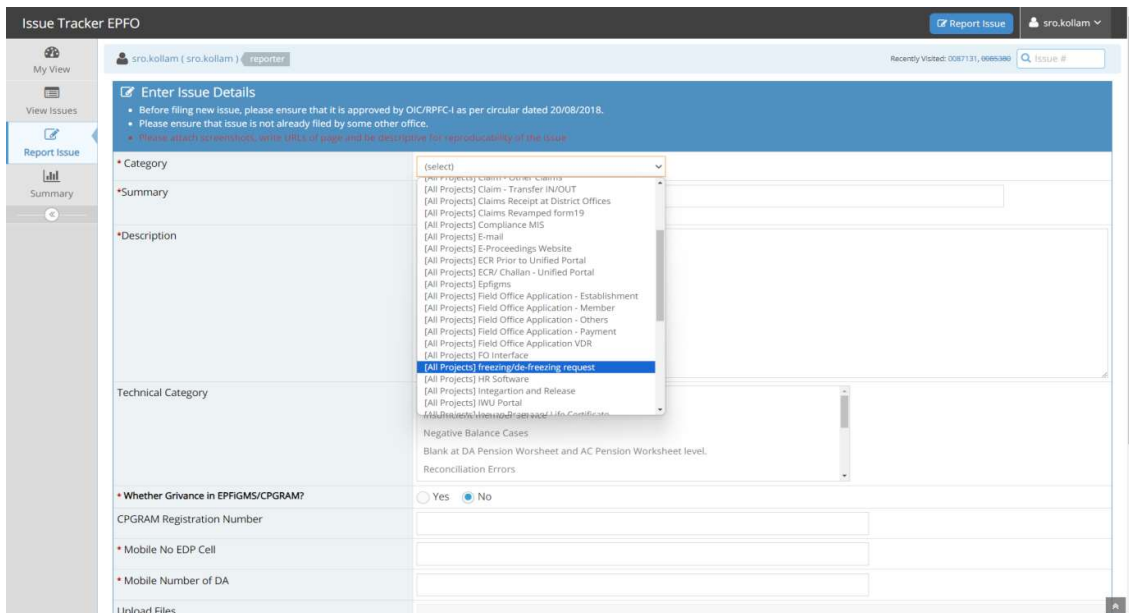 Issue Tracker EPFO
Report Issue
sro.kollam
My View
View Issues
Report Issue
Summary
sro.kollam ( sro.kollam ) reporter
Recently Visited: 0087131, 0085380
Issue #
Enter Issue Details
Before filing new issue, please ensure that it is approved by OIC/RPFC-I as per circular dated 20/08/2018.
Please ensure that issue is not already filed by some other office.
Please attach screenshots, write URLs of page and be descriptive for reproducability of the issue
* Category
(select)
[All Projects] Claim - Other Claims
[All Projects] Claim - Transfer IN/OUT
[All Projects] Claims Receipt at District Offices
[All Projects] Claims Revamped form19
[All Projects] Compliance MIS
[All Projects] E-mail
[All Projects] E-Proceedings Website
[All Projects] ECR Prior to Unified Portal
[All Projects] ECR/ Challan - Unified Portal
[All Projects] Epfigms
[All Projects] Field Office Application - Establishment
[All Projects] Field Office Application - Member
[All Projects] Field Office Application - Others
[All Projects] Field Office Application - Payment
[All Projects] Field Office Application VDR
[All Projects] FO Interface
[All Projects] freezing/de-freezing request
[All Projects] HR Software
[All Projects] Integartion and Release
[All Projects] IWU Portal
*Summary
*Description
Technical Category
Negative Balance Cases
Blank at DA Pension Worsheet and AC Pension Worksheet level.
Reconciliation Errors
* Whether Grivance in EPFiGMS/CPGRAM?
Yes No
CPGRAM Registration Number
* Mobile No EDP Cell
* Mobile Number of DA
Upload Files